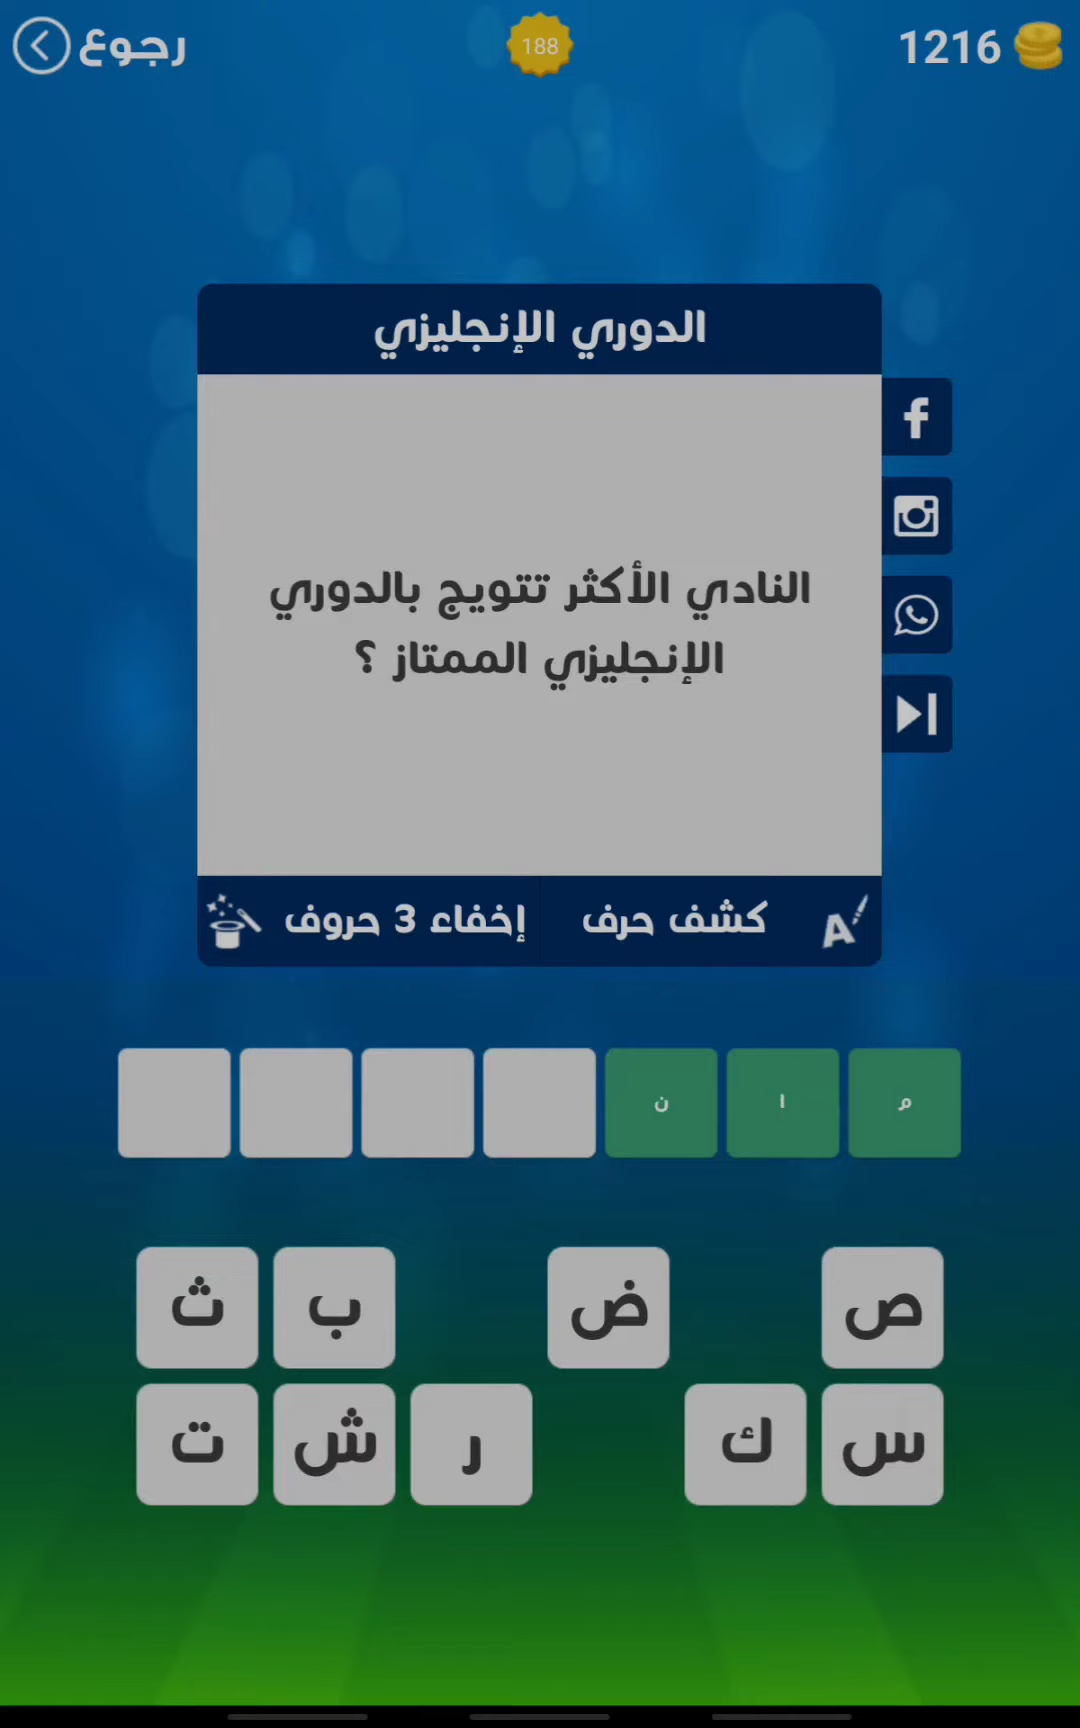 رجوع
188
1216
الدوري الإنجليزي
النادي الأكثر تتويج بالدوري
الإنجليزي الممتاز ؟
كشف حرف
إخفاء 3 حروف
م ا ن
ص ض ب ث
س ك ر ش ت